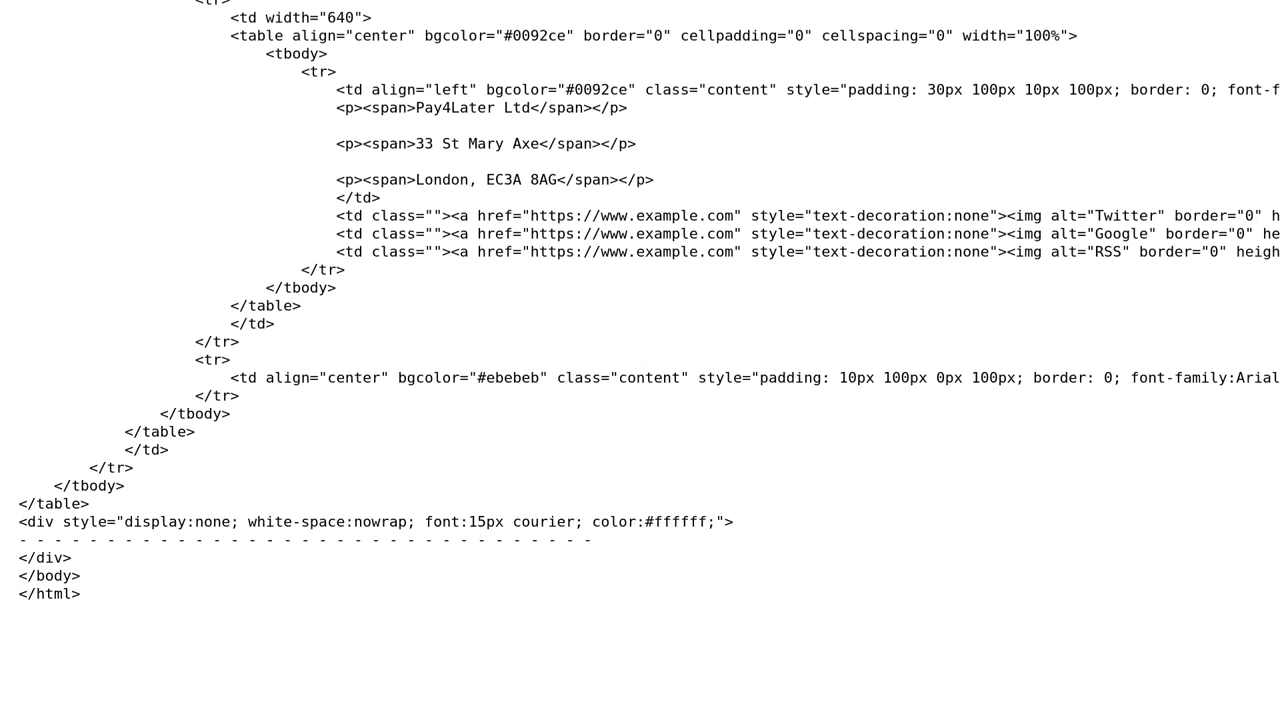 <tr>
<td width="640">
<table align="center" bgcolor="#0092ce" border="0" cellpadding="0" cellspacing="0" width="100%">
<tbody>
<tr>
<td align="left" bgcolor="#0092ce" class="content" style="padding: 30px 100px 10px 100px; border: 0; font-f
<p><span>Pay4Later Ltd</span></p>
<p><span>33 St Mary Axe</span></p>
<p><span>London, EC3A 8AG</span></p>
</td>
<td class=""><a href="https://www.example.com" style="text-decoration:none"><img alt="Twitter" border="0" h
<td class=""><a href="https://www.example.com" style="text-decoration:none"><img alt="Google" border="0" he
<td class=""><a href="https://www.example.com" style="text-decoration:none"><img alt="RSS" border="0" heigh
</tr>
</tbody>
</table>
</td>
</tr>
<tr>
<td align="center" bgcolor="#ebebeb" class="content" style="padding: 10px 100px 0px 100px; border: 0; font-family:Arial
</tr>
</tbody>
</table>
</td>
</tr>
</tbody>
</table>
<div style="display:none; white-space:nowrap; font:15px courier; color:#ffffff;">
- - - - - - - - - - - - - - - - - - - - - - - - - - - - - - - - -
</div>
</body>
</html>